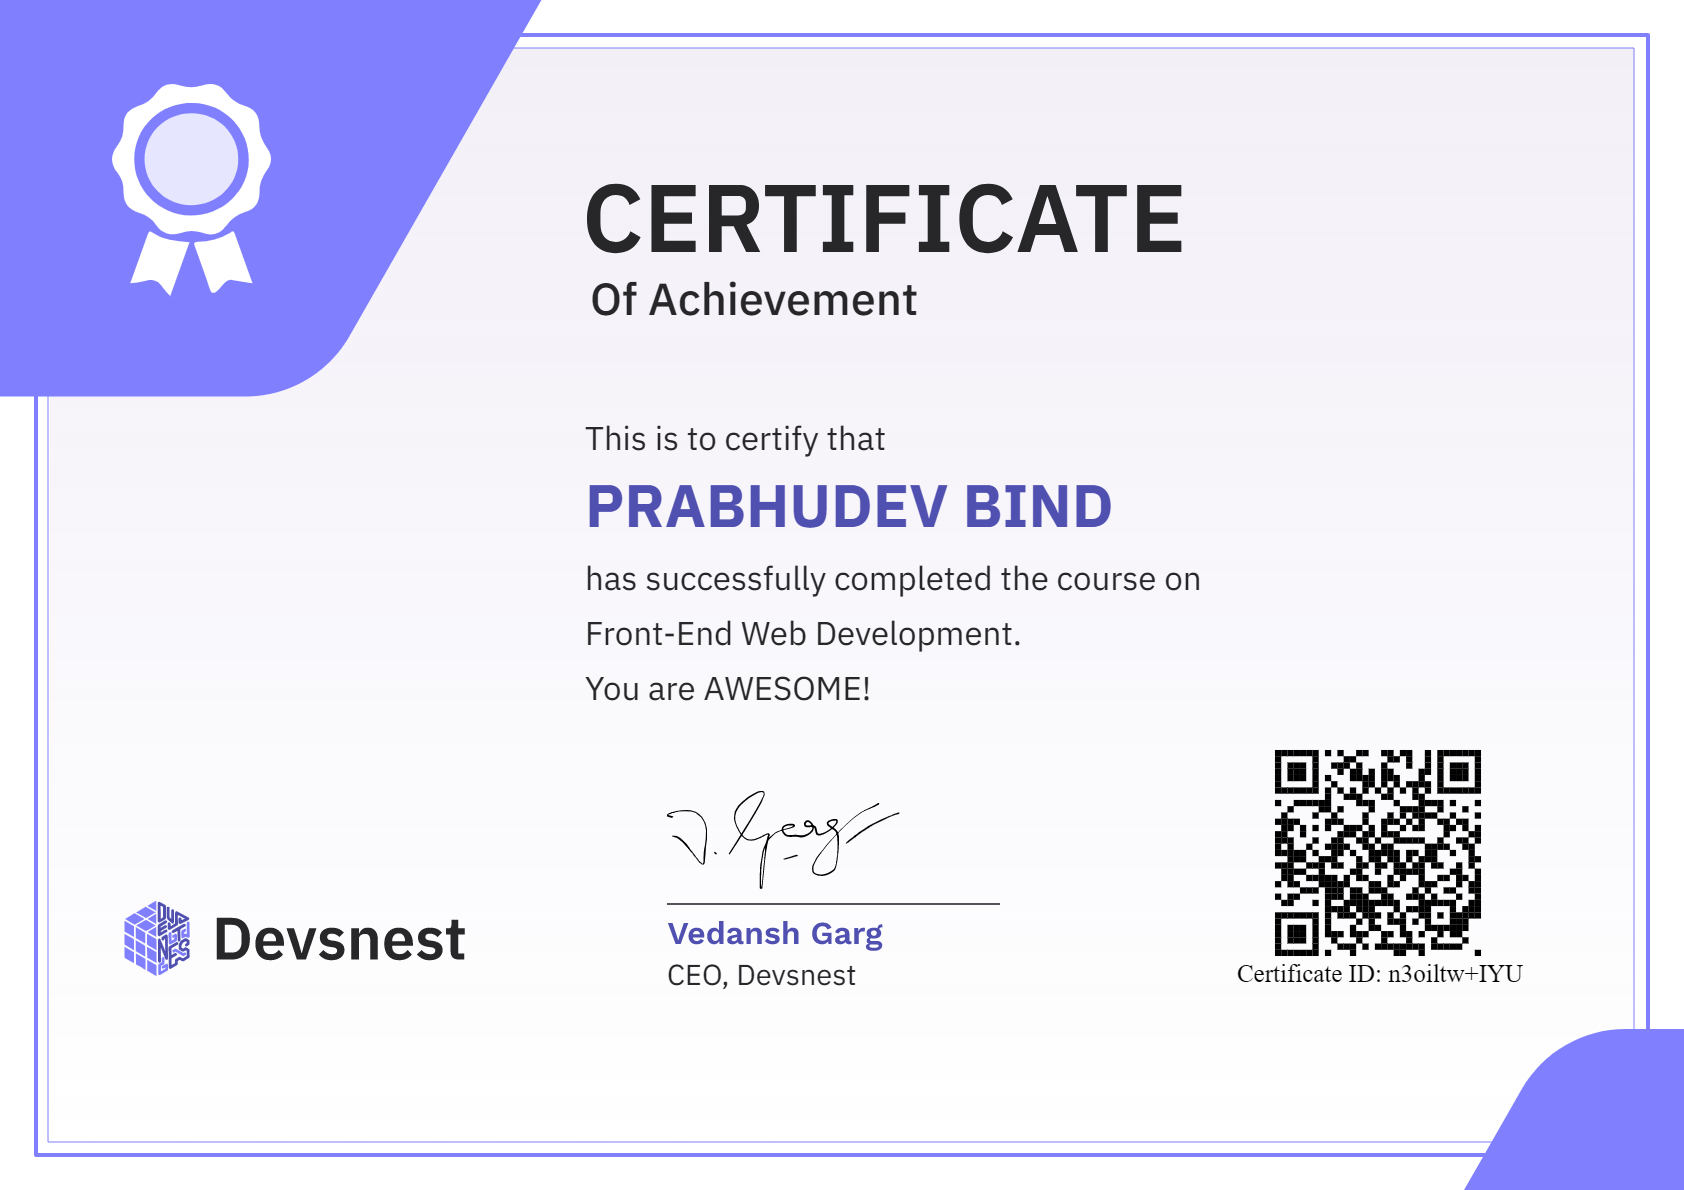 CERTIFICATE
Of Achievement
This is to certify that
PRABHUDEV BIND
has successfully completed the course on
Front-End Web Development.
You are AWESOME!
V. Garg
Vedansh Garg
CEO, Devsnest
Devsnest
Certificate ID: n3oiltw+IYU